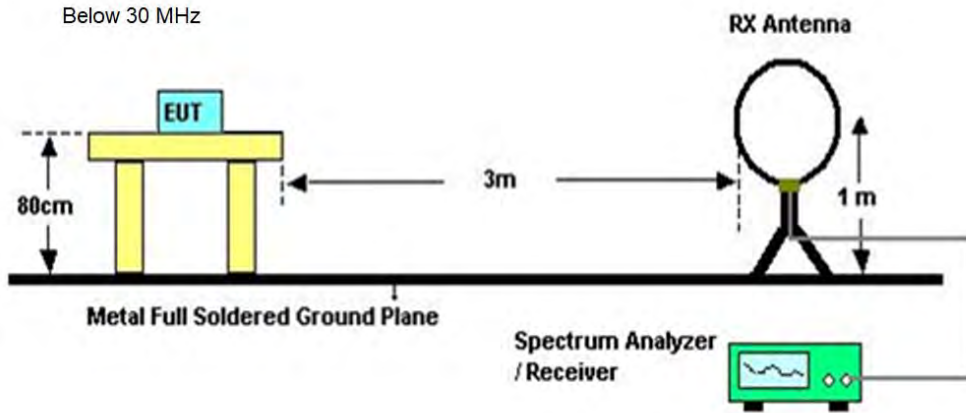 Below 30 MHz
RX Antenna
EUT
3m
80cm
1 m
Metal Full Soldered Ground Plane
Spectrum Analyzer
/ Receiver